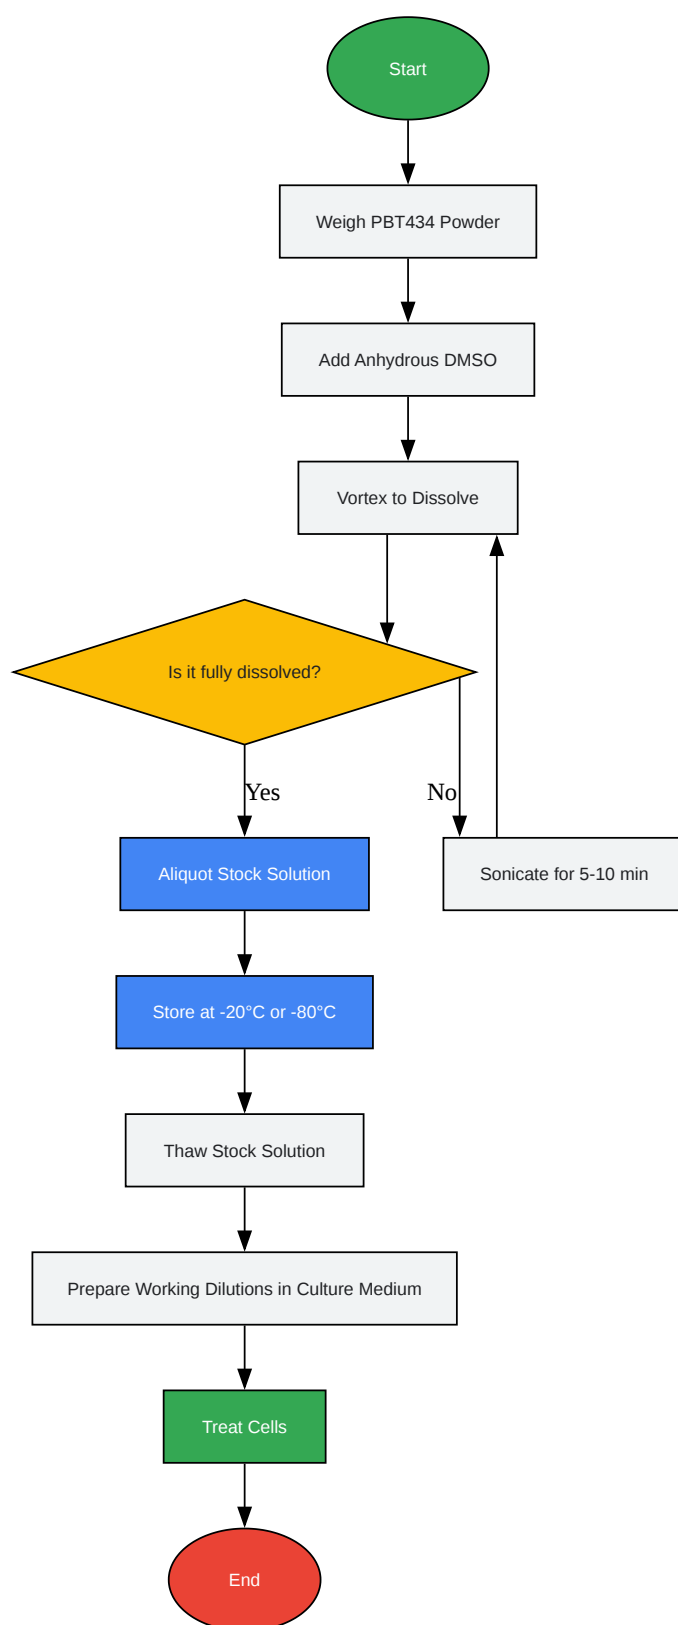 Start
Weigh PBT434 Powder
Add Anhydrous DMSO
Vortex to Dissolve
Is it fully dissolved?
Yes
No
Aliquot Stock Solution
Sonicate for 5-10 min
Store at -20°C or -80°C
Thaw Stock Solution
Prepare Working Dilutions in Culture Medium
Treat Cells
End